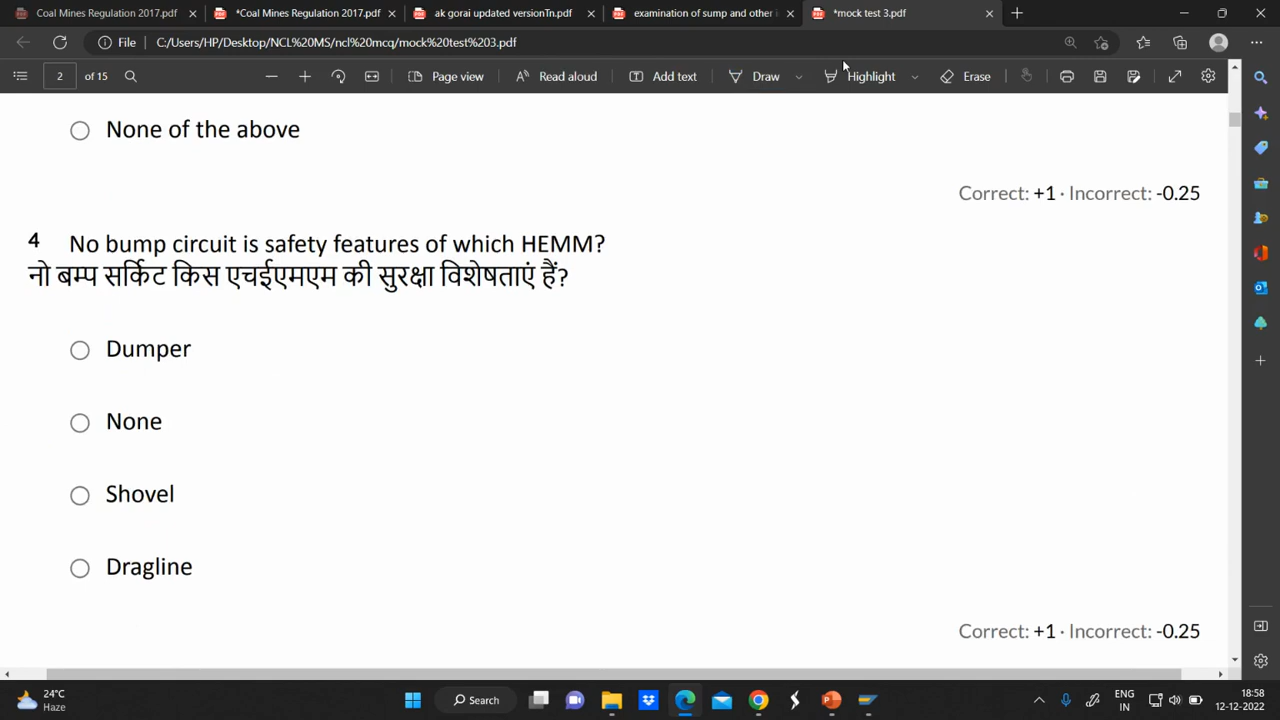 Coal Mines Regulation 2017.pdf
*Coal Mines Regulation 2017.pdf
ak gorai updated versionTn.pdf
examination of sump and other i
*mock test 3.pdf
File
C:/Users/HP/Desktop/NCL%20MS/ncl%20mcq/mock%20test%203.pdf
2
of 15
Page view
Read aloud
Add text
Draw
Highlight
Erase
None of the above
Correct: +1 · Incorrect: -0.25
4 No bump circuit is safety features of which HEMM?
नो बम्प सर्किट किस एचईएमएम की सुरक्षा विशेषताएं हैं?
Dumper
None
Shovel
Dragline
Correct: +1 · Incorrect: -0.25
24°C
Haze
Search
ENG
IN
18:58
12-12-2022